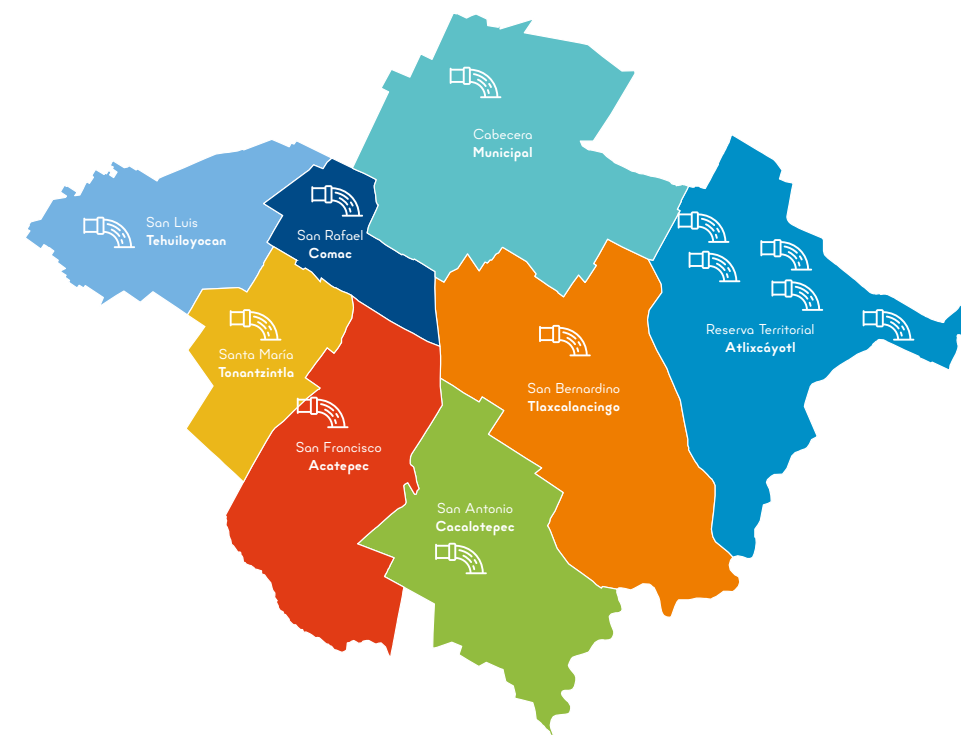 Cabecera
Municipal
San Luis
Tehuiloyocan
San Rafael
Comac
Reserva Territorial
Atlixcáyotl
Santa María
Tonantzintla
San Bernardino
Tlaxcalancingo
San Francisco
Acatepec
San Antonio
Cacalotepec